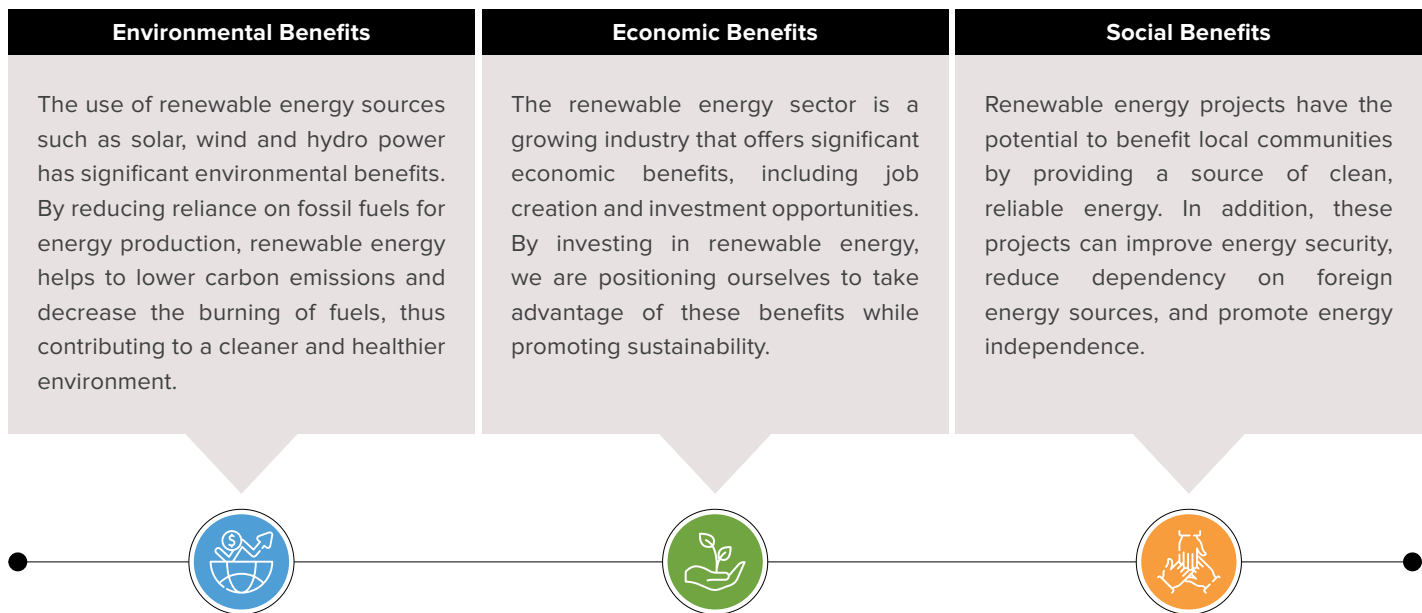 Environmental Benefits
The use of renewable energy sources
such as solar, wind and hydro power
has significant environmental benefits.
By reducing reliance on fossil fuels for
energy production, renewable energy
helps to lower carbon emissions and
decrease the burning of fuels, thus
contributing to a cleaner and healthier
environment.
Economic Benefits
The renewable energy sector is a
growing industry that offers significant
economic benefits, including job
creation and investment opportunities.
By investing in renewable energy,
we are positioning ourselves to take
advantage of these benefits while
promoting sustainability.
Social Benefits
Renewable energy projects have the
potential to benefit local communities
by providing a source of clean,
reliable energy. In addition, these
projects can improve energy security,
reduce dependency on foreign
energy sources, and promote energy
independence.
$